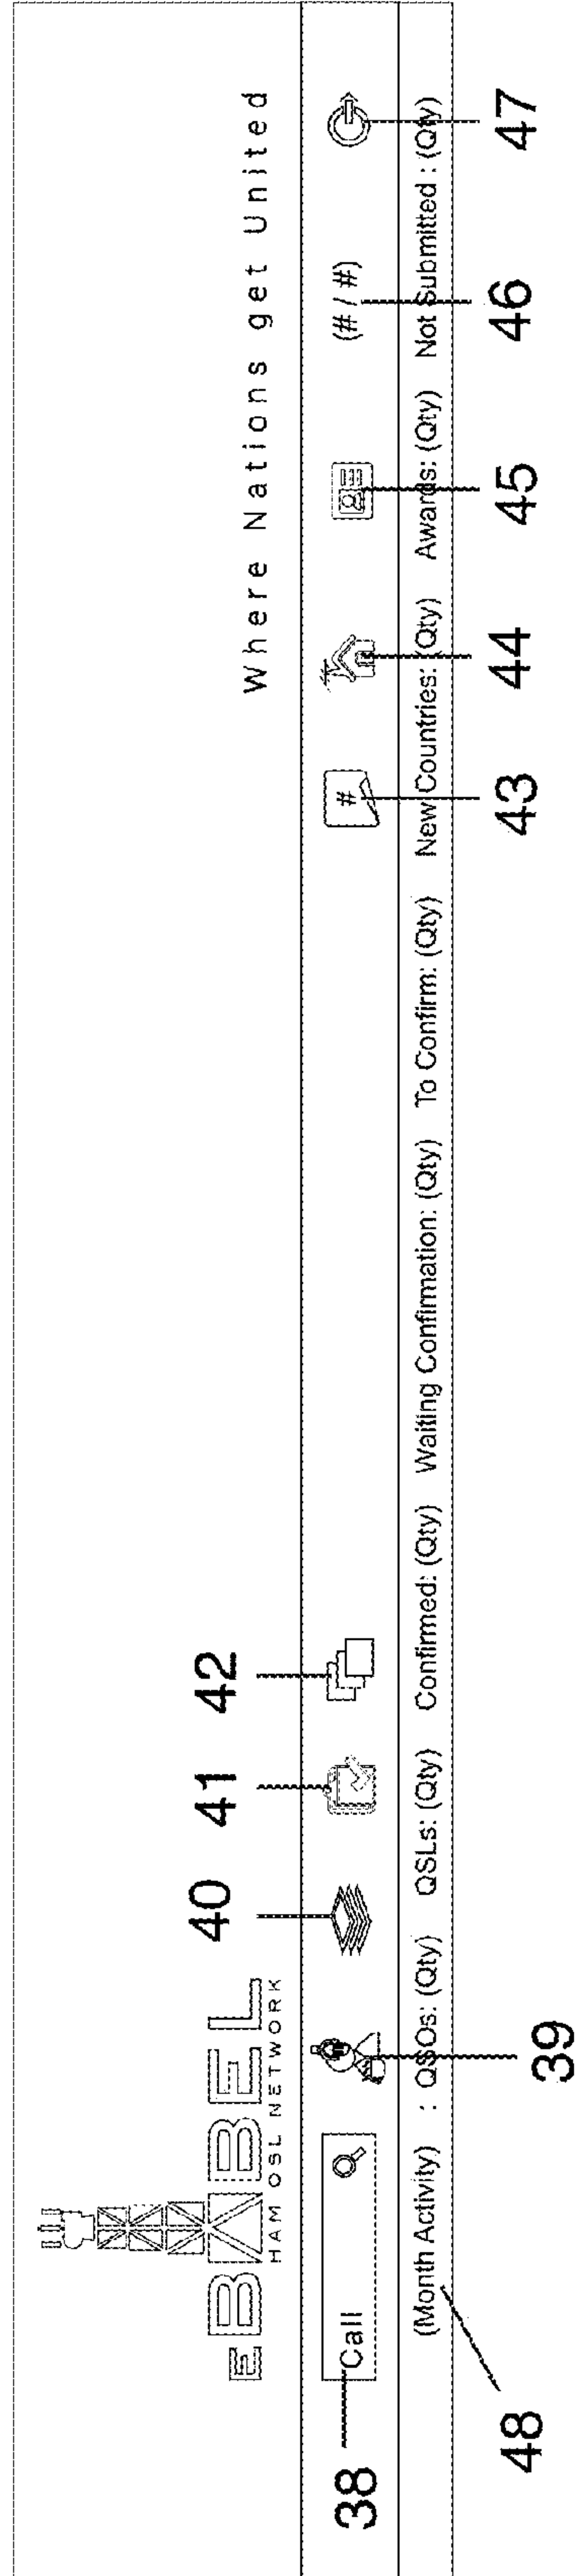 Where Nations get United
eBABEL
HAM QSL NETWORK
40 41 42
38 Call # (# / #)
(Month Activity) : QSOs: (Qty) QSLs: (Qty) Confirmed: (Qty) Waiting Confirmation: (Qty) To Confirm: (Qty) New Countries: (Qty) Awards: (Qty) Not Submitted : (Qty)
48 39 43 44 45 46 47